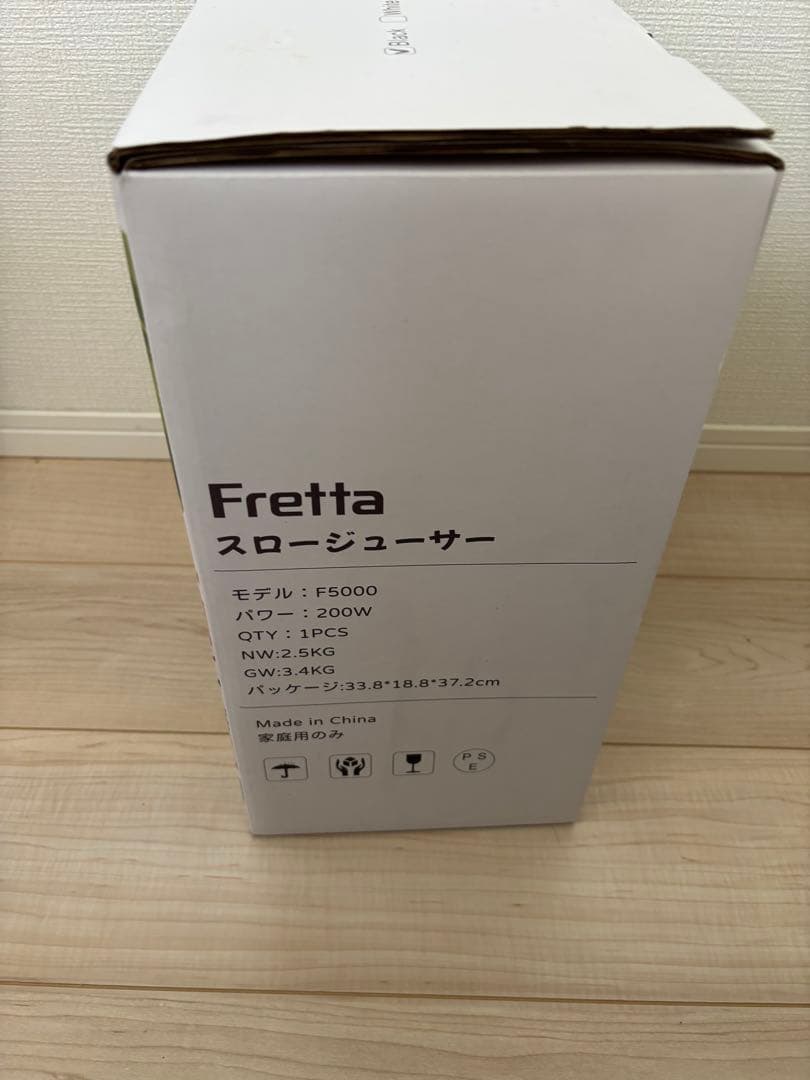 Black White
Fretta
スロージューサー
モデル：F5000
パワー：200W
QTY：1PCS
NW:2.5KG
GW:3.4KG
パッケージ:33.8*18.8*37.2cm
Made in China
家庭用のみ
PSE